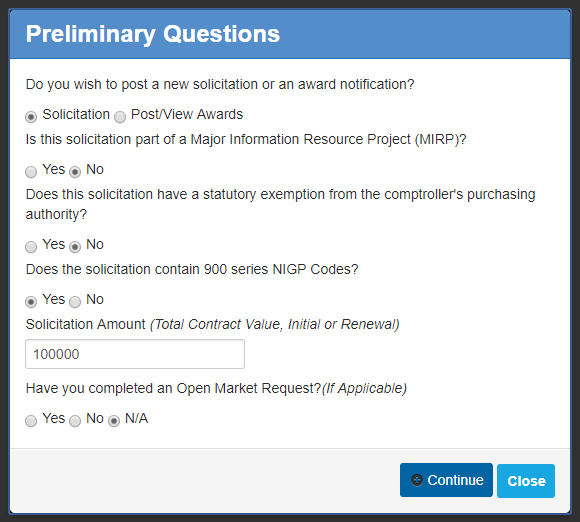 Preliminary Questions
Do you wish to post a new solicitation or an award notification?
Solicitation Post/View Awards
Is this solicitation part of a Major Information Resource Project (MIRP)?
Yes No
Does this solicitation have a statutory exemption from the comptroller's purchasing
authority?
Yes No
Does the solicitation contain 900 series NIGP Codes?
Yes No
Solicitation Amount (Total Contract Value, Initial or Renewal)
100000
Have you completed an Open Market Request?(If Applicable)
Yes No N/A
Continue Close